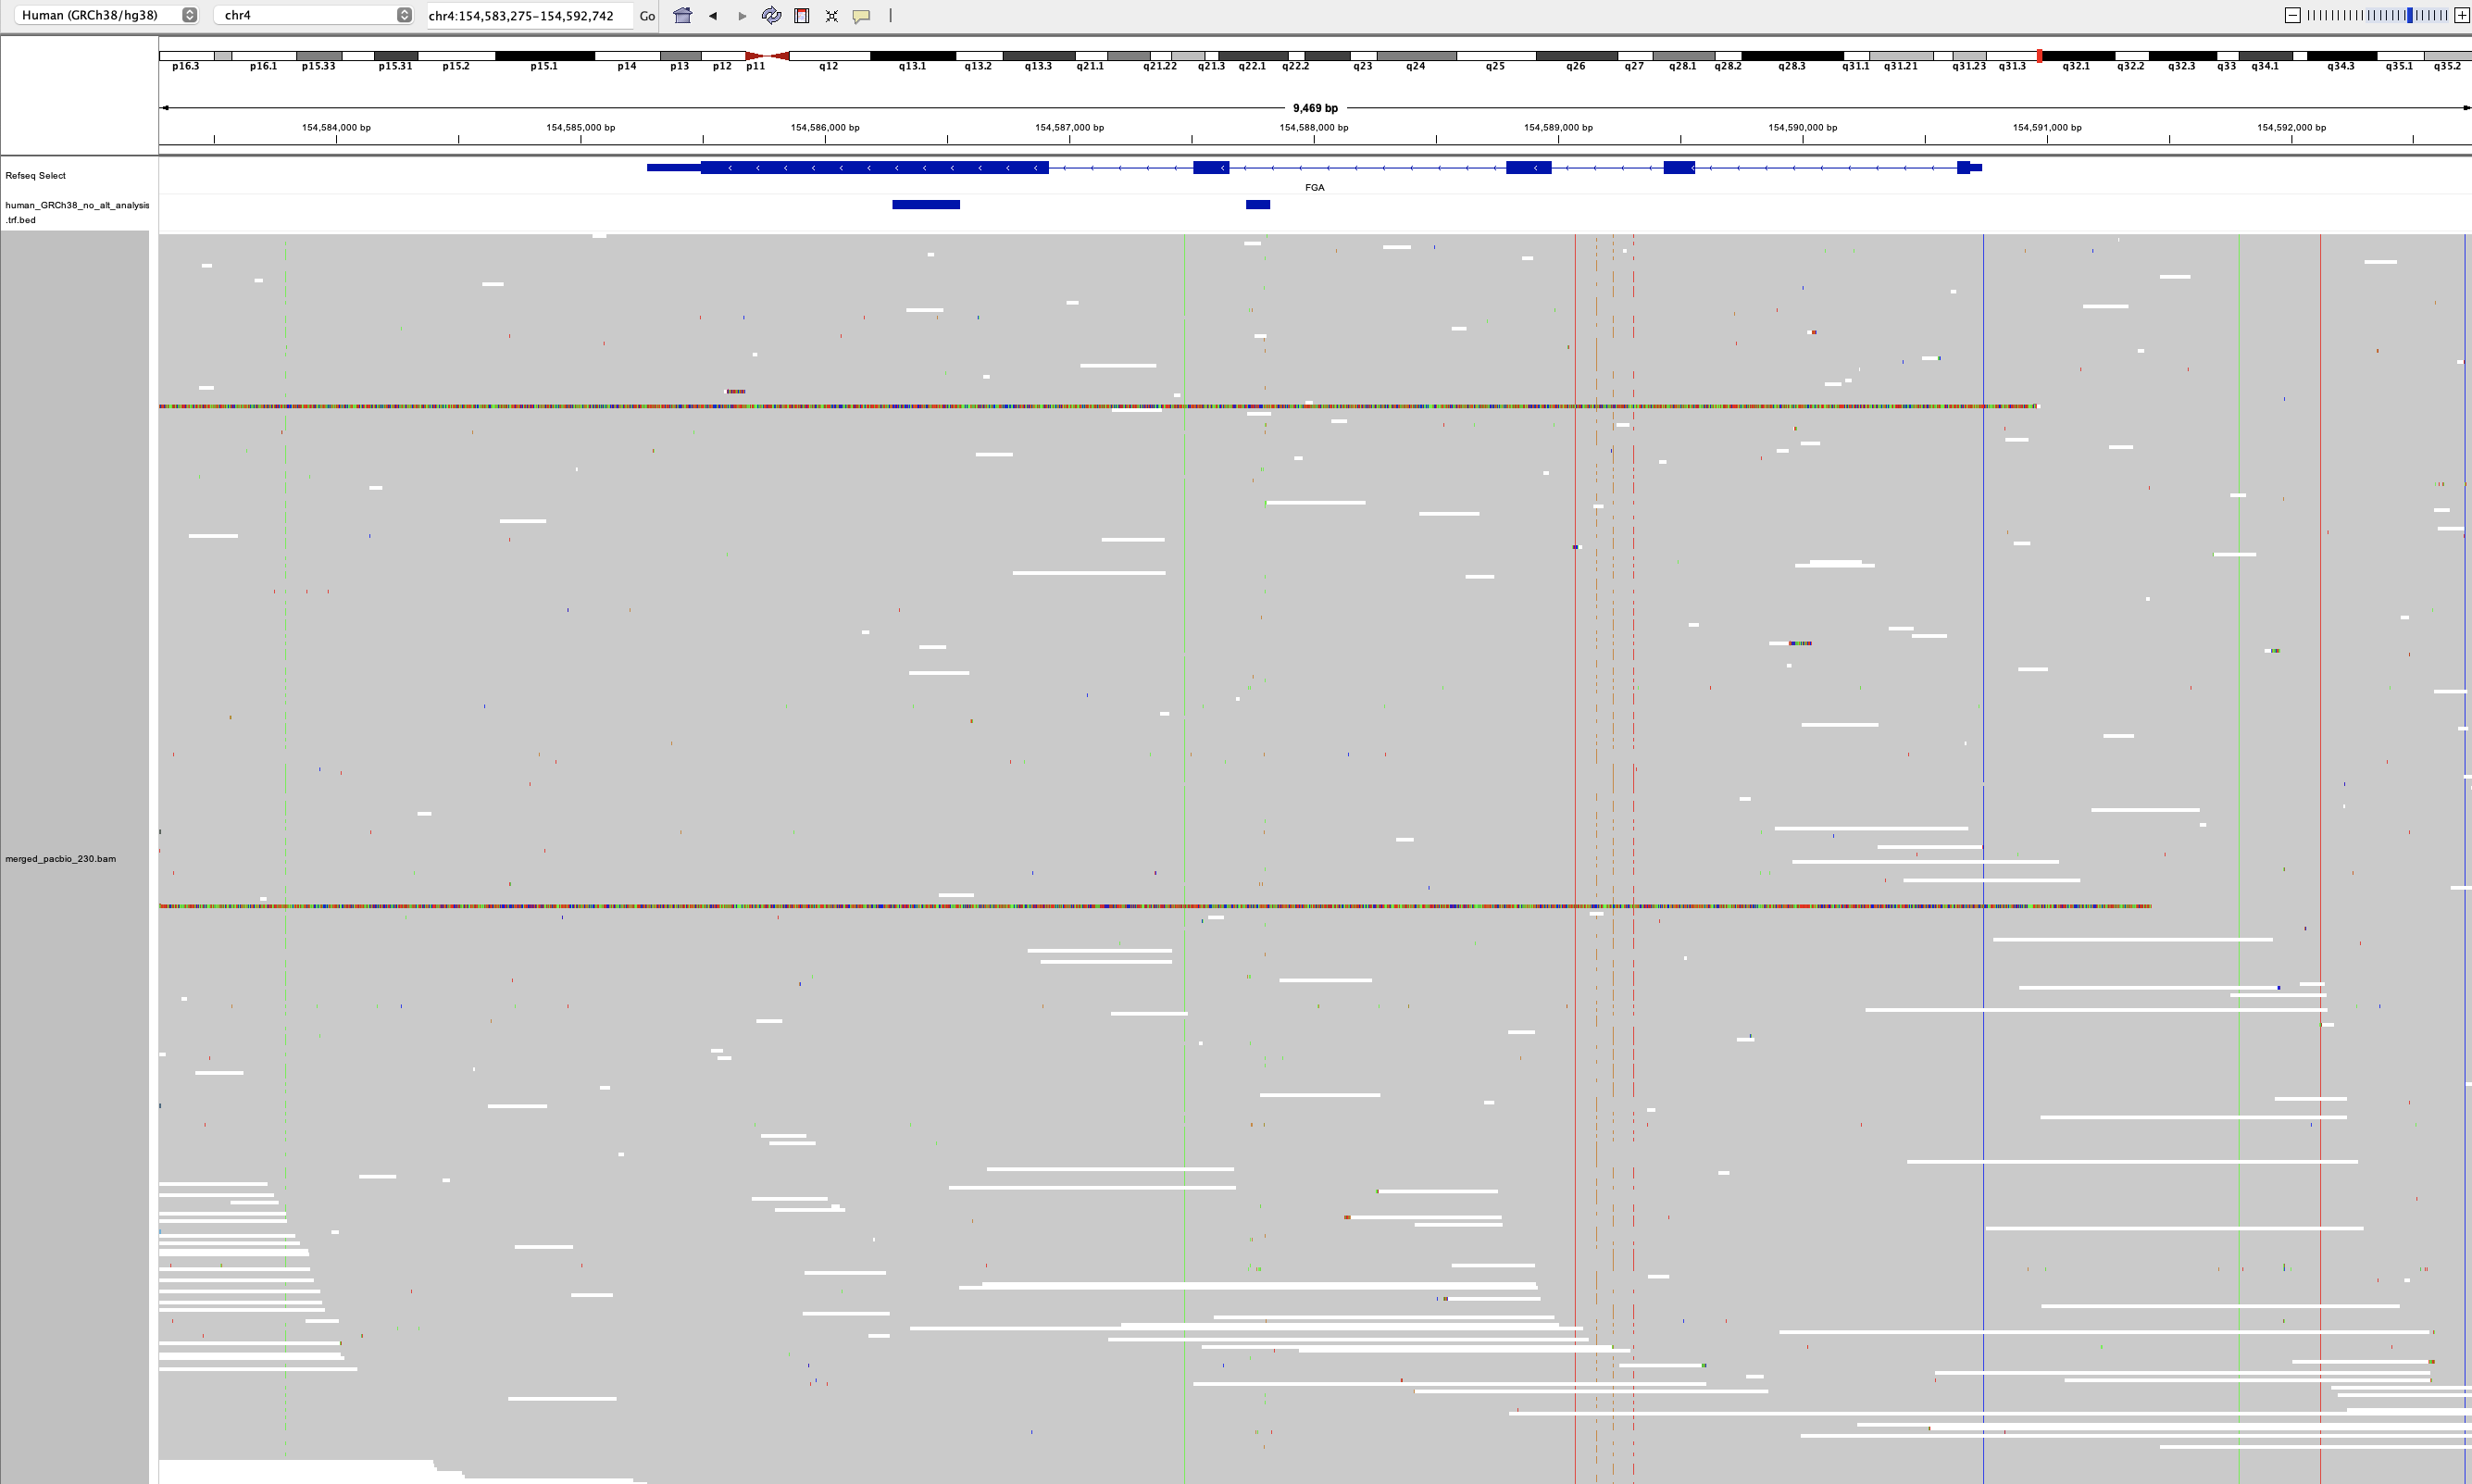 Human (GRCh38/hg38) chr4 chr4:154,583,275-154,592,742 Go
p16.3 p16.1 p15.33 p15.31 p15.2 p15.1 p14 p13 p12 p11 q12 q13.1 q13.2 q13.3 q21.1 q21.22 q21.3 q22.1 q22.2 q23 q24 q25 q26 q27 q28.1 q28.2 q28.3 q31.1 q31.21 q31.23 q31.3 q32.1 q32.2 q32.3 q33 q34.1 q34.3 q35.1 q35.2
9,469 bp
154,584,000 bp 154,585,000 bp 154,586,000 bp 154,587,000 bp 154,588,000 bp 154,589,000 bp 154,590,000 bp 154,591,000 bp 154,592,000 bp
Refseq Select
FGA
human_GRCh38_no_alt_analysis
.trf.bed
merged_pacbio_230.bam